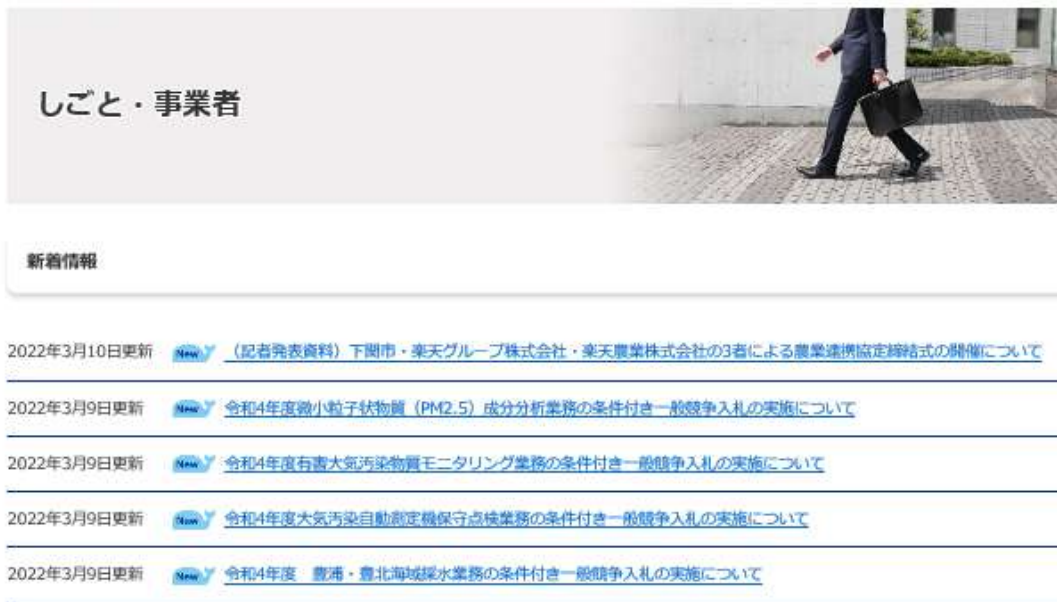 しごと・事業者
新着情報
2022年3月10日更新 New （記者発表資料）下関市・楽天グループ株式会社・楽天農業株式会社の3者による農業連携協定締結式の開催について
2022年3月9日更新 New 令和4年度微小粒子状物質（PM2.5）成分分析業務の条件付き一般競争入札の実施について
2022年3月9日更新 New 令和4年度有害大気汚染物質モニタリング業務の条件付き一般競争入札の実施について
2022年3月9日更新 New 令和4年度大気汚染自動測定機保守点検業務の条件付き一般競争入札の実施について
2022年3月9日更新 New 令和4年度　豊浦・豊北海域採水業務の条件付き一般競争入札の実施について